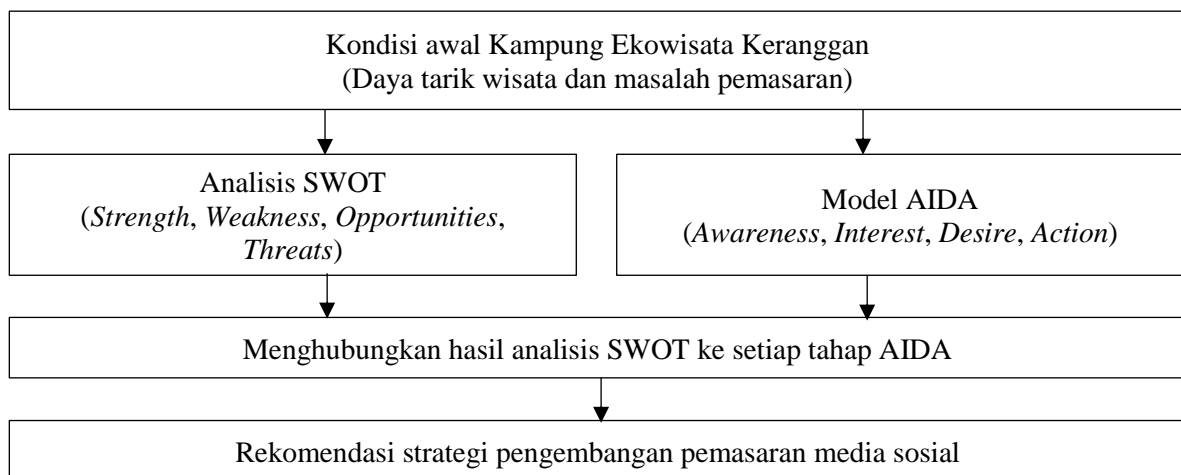 Kondisi awal Kampung Ekowisata Keranggan
(Daya tarik wisata dan masalah pemasaran)
Analisis SWOT
(Strength, Weakness, Opportunities,
Threats)
Model AIDA
(Awareness, Interest, Desire, Action)
Menghubungkan hasil analisis SWOT ke setiap tahap AIDA
Rekomendasi strategi pengembangan pemasaran media sosial